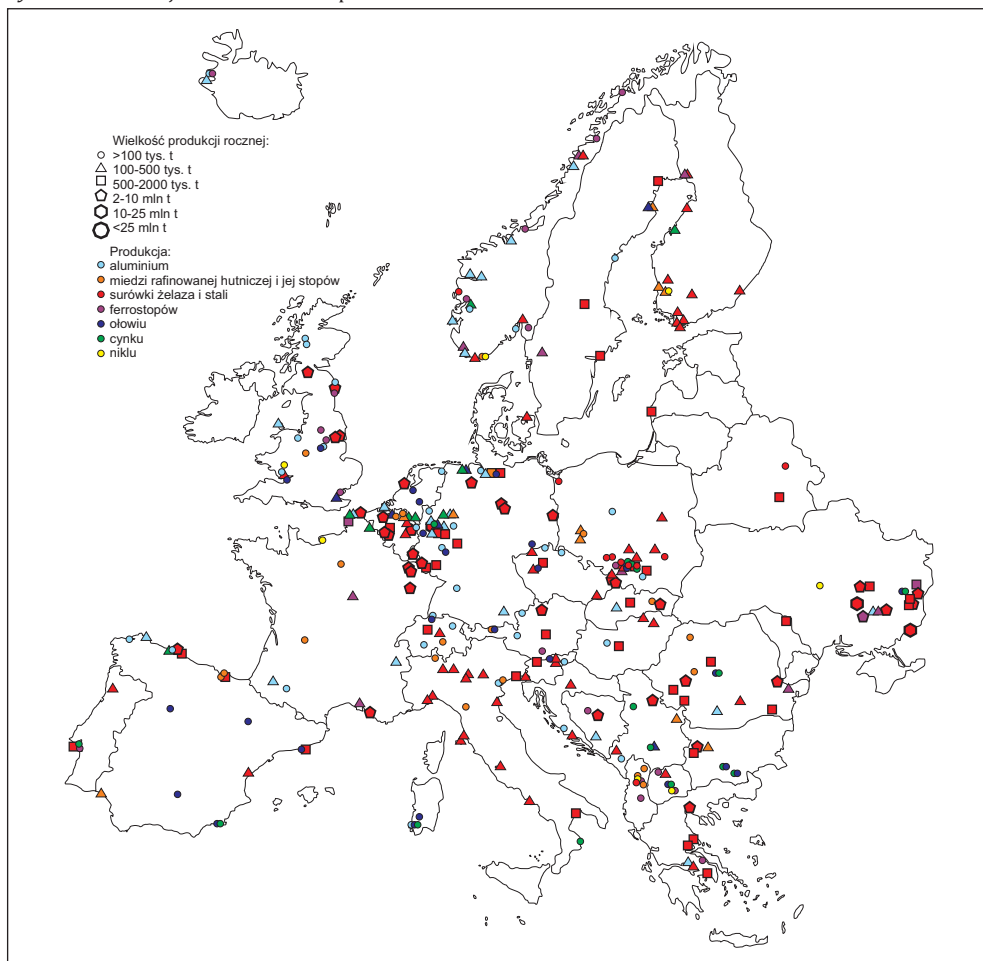 Wielkość produkcji rocznej:
>100 tys. t
100-500 tys. t
500-2000 tys. t
2-10 mln t
10-25 mln t
<25 mln t
Produkcja:
aluminium
miedzi rafinowanej hutniczej i jej stopów
surówki żelaza i stali
ferrostopów
ołowiu
cynku
niklu